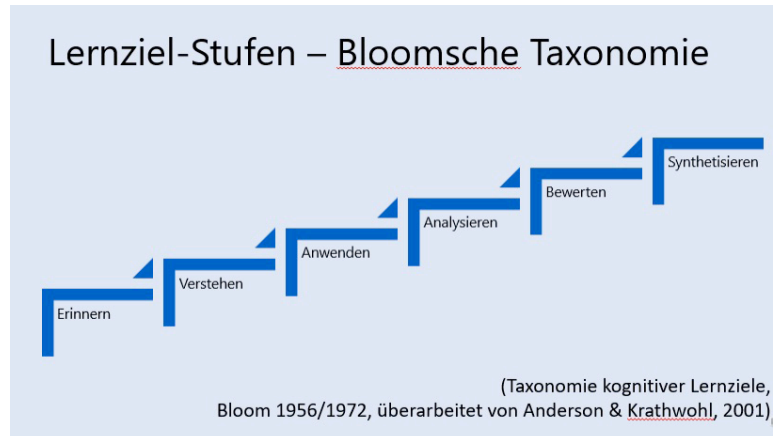 Lernziel-Stufen – Bloomsche Taxonomie
Synthetisieren
Bewerten
Analysieren
Anwenden
Verstehen
Erinnern
(Taxonomie kognitiver Lernziele,
Bloom 1956/1972, überarbeitet von Anderson & Krathwohl, 2001)